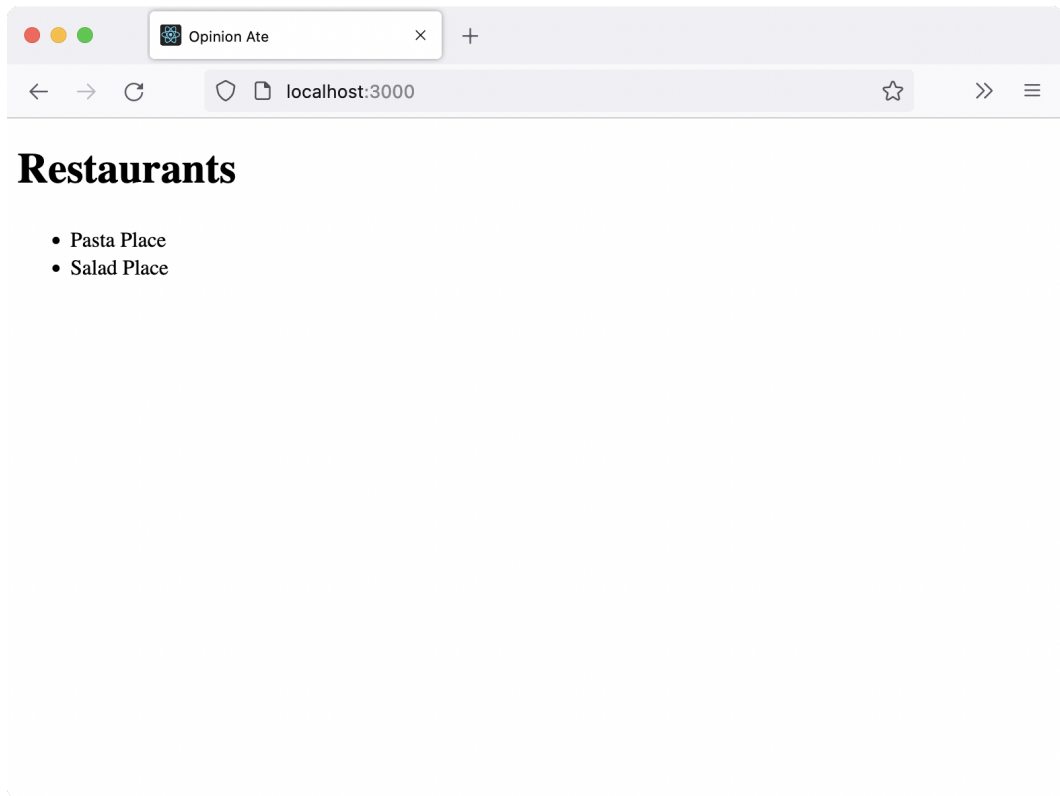 Opinion Ate
localhost:3000
Restaurants
• Pasta Place
• Salad Place